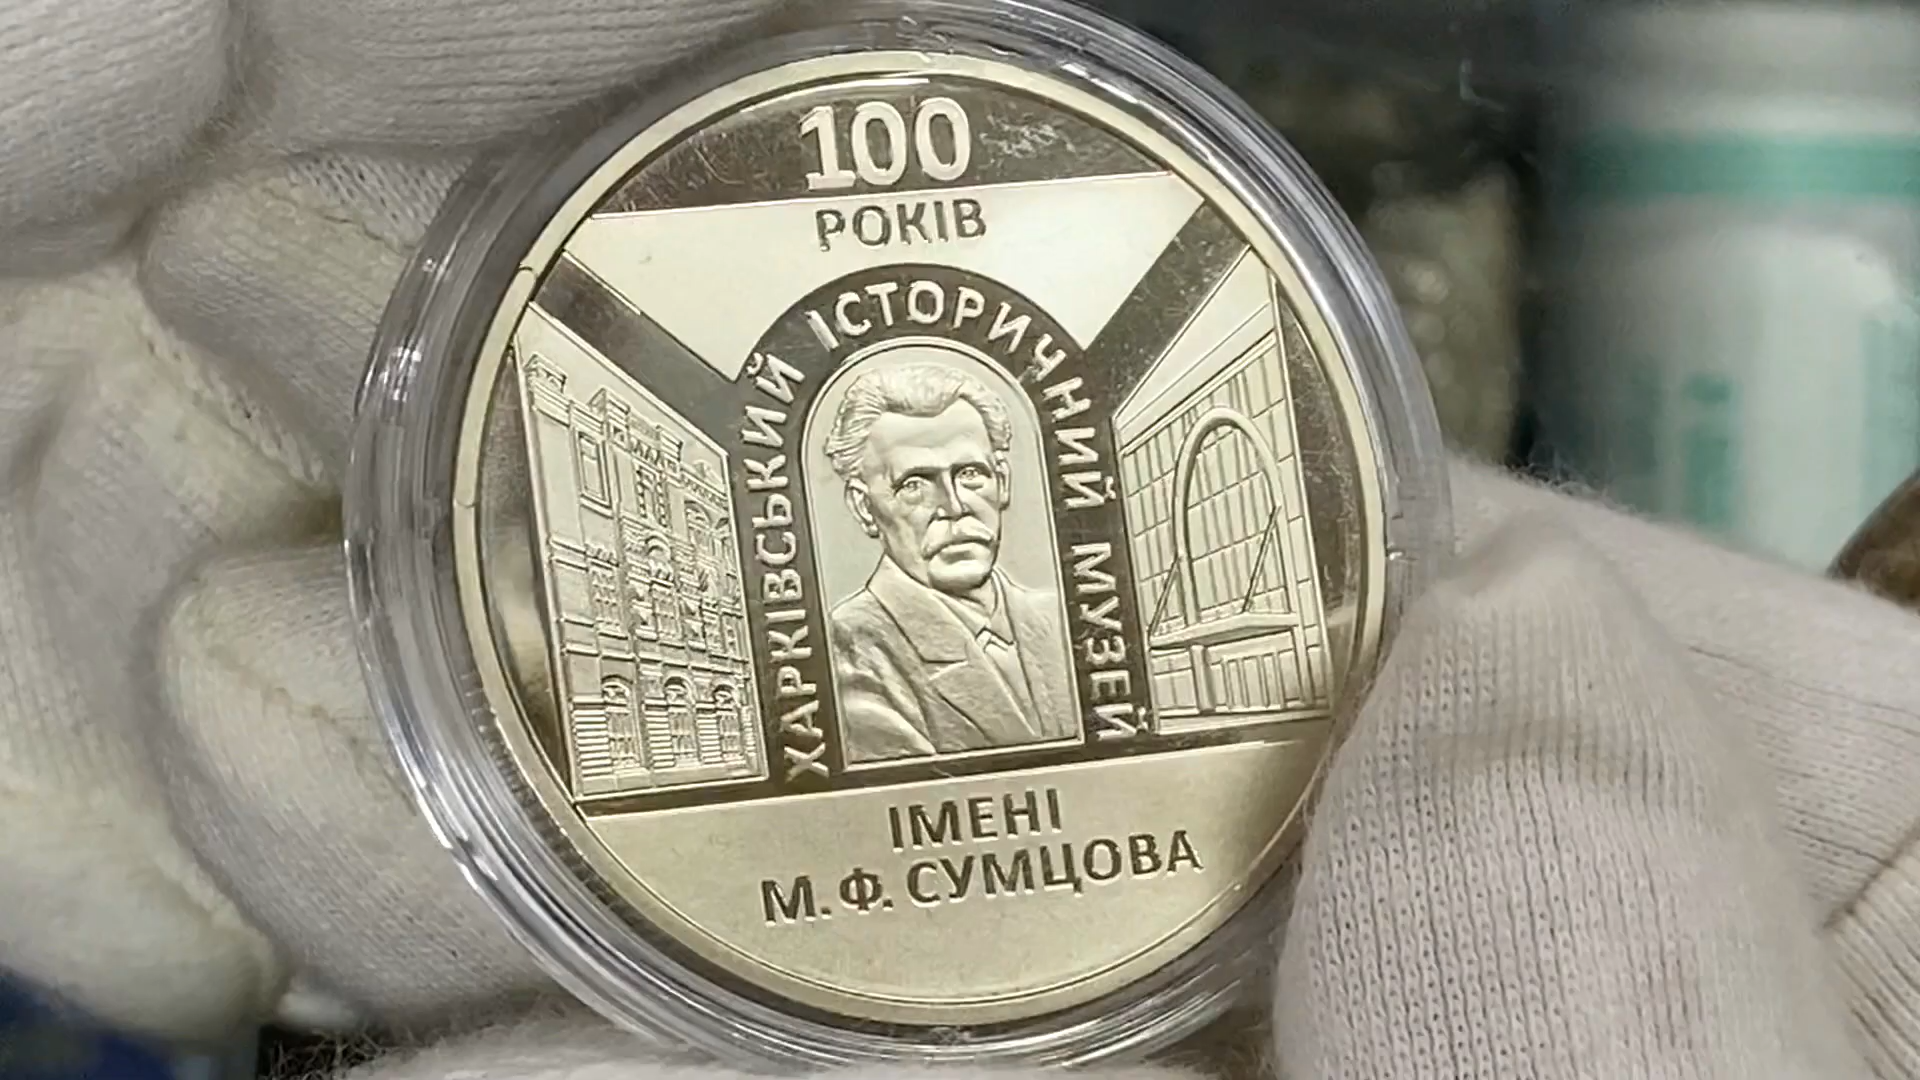 100
РОКІВ
ХАРКІВСЬКИЙ ІСТОРИЧНИЙ МУЗЕЙ
ІМЕНІ
М.Ф. СУМЦОВА